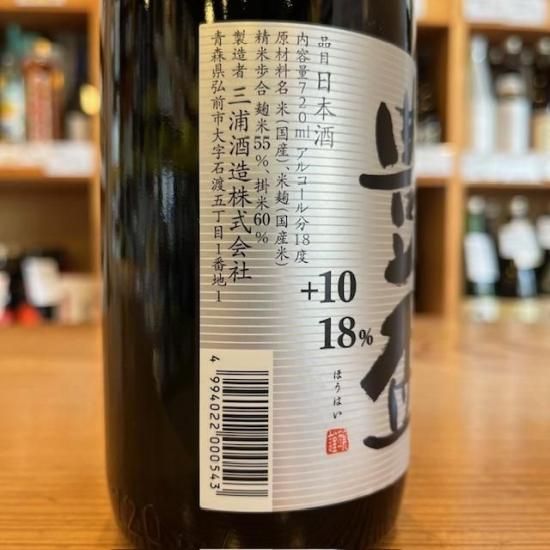 品目 日本酒
内容量720ml アルコール分18度
原材料名 米(国産)、米麹(国産米)
精米歩合 麹米55%、掛米60%
製造者 三浦酒造株式会社
青森県弘前市大字石渡五丁目1番地1
+10
18%
豊盃
ほうはい
4994022000543
720